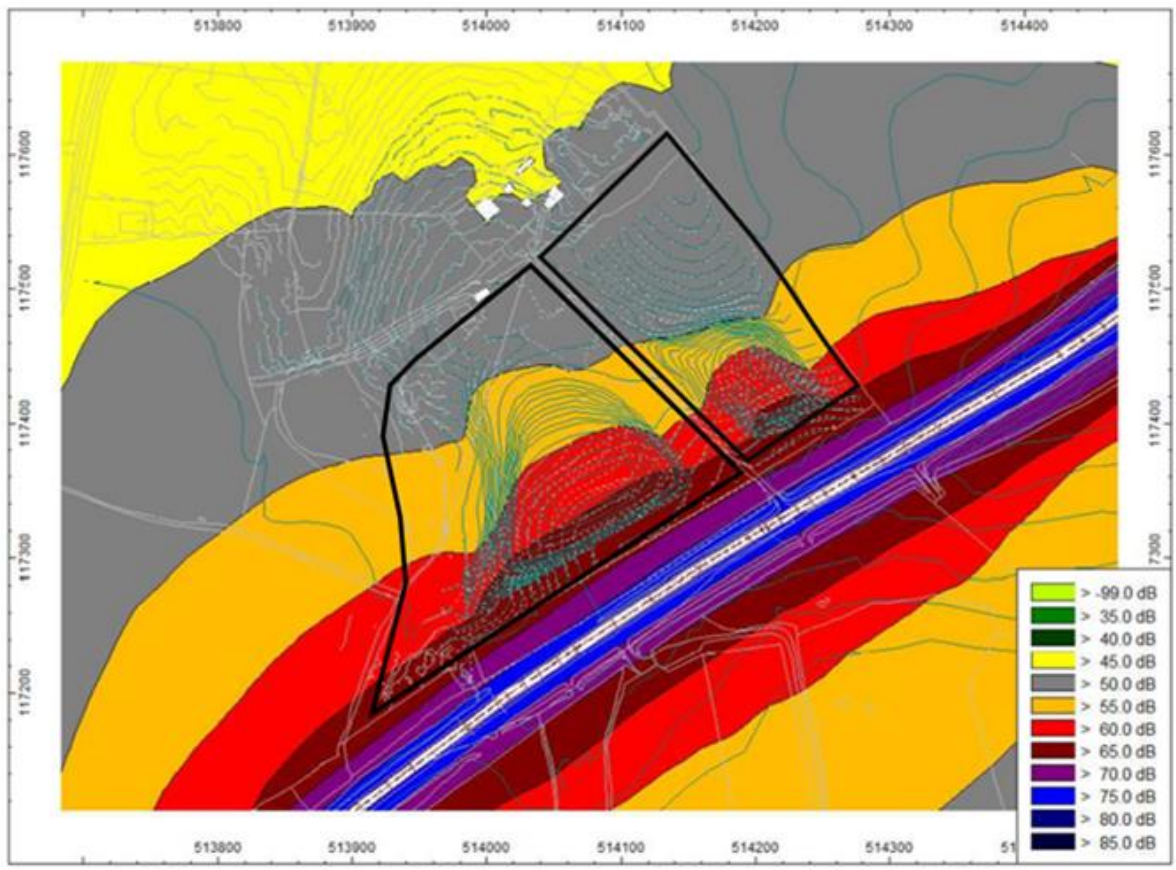 513800 513900 514000 514100 514200 514300 514400
117600
117500
117400
117300
117200
117600
117500
117400
117300
> -99.0 dB
> 35.0 dB
> 40.0 dB
> 45.0 dB
> 50.0 dB
> 55.0 dB
> 60.0 dB
> 65.0 dB
> 70.0 dB
> 75.0 dB
> 80.0 dB
> 85.0 dB
513800 513900 514000 514100 514200 514300